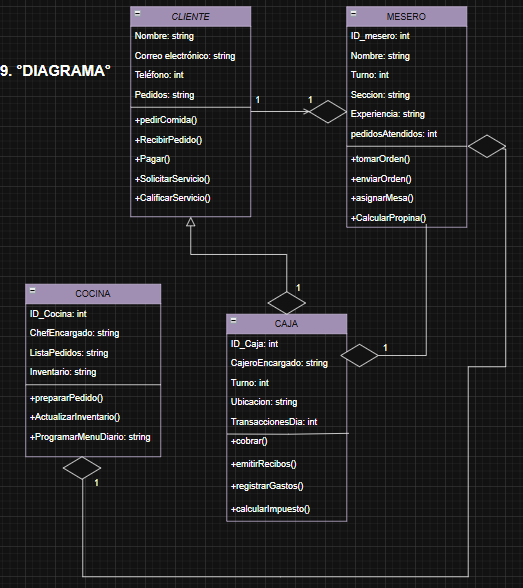 9. °DIAGRAMA°
CLIENTE
Nombre: string
Correo electrónico: string
Teléfono: int
Pedidos: string
+pedirComida()
+RecibirPedido()
+Pagar()
+SolicitarServicio()
+CalificarServicio()
1
1
MESERO
ID_mesero: int
Nombre: string
Turno: int
Seccion: string
Experiencia: string
pedidosAtendidos: int
+tomarOrden()
+enviarOrden()
+asignarMesa()
+CalcularPropina()
COCINA
ID_Cocina: int
ChefEncargado: string
ListaPedidos: string
Inventario: string
+prepararPedido()
+ActualizarInventario()
+ProgramarMenuDiario: string
1
1
CAJA
ID_Caja: int
CajeroEncargado: string
Turno: int
Ubicacion: string
TransaccionesDia: int
+cobrar()
+emitirRecibos()
+registrarGastos()
+calcularImpuesto()
1